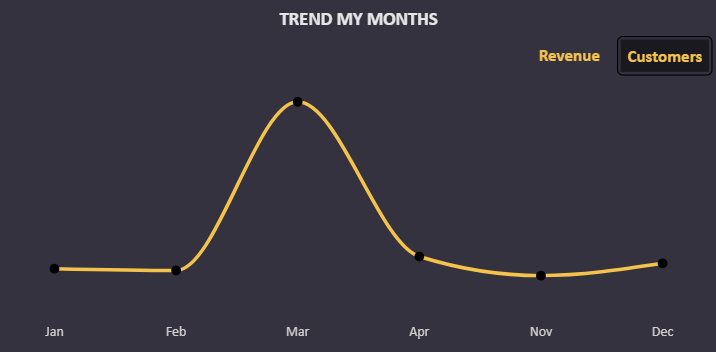 TREND MY MONTHS
Revenue Customers
Jan Feb Mar Apr Nov Dec